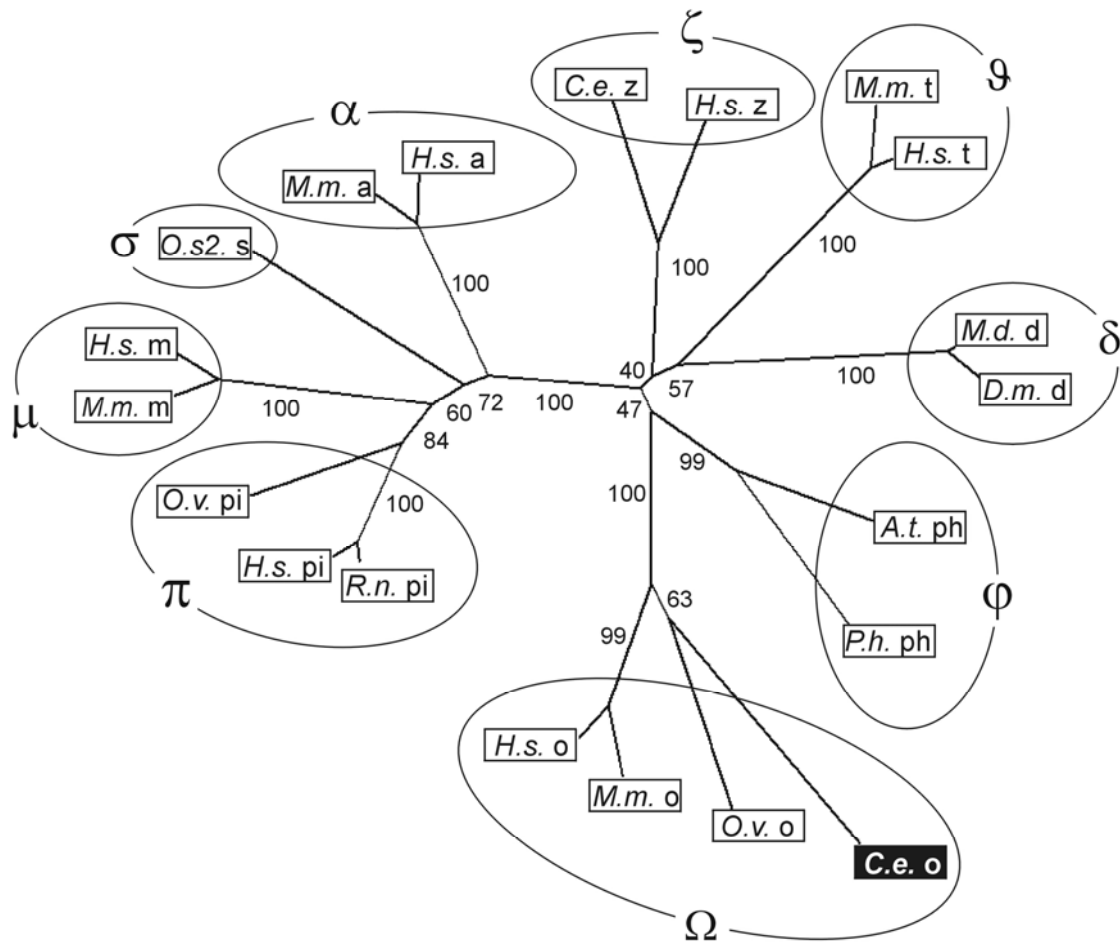 ζ
C.e. z
H.s. z
ϑ
M.m. t
H.s. t
α
H.s. a
M.m. a
σ
O.s2. s
100
100
100
δ
M.d. d
D.m. d
μ
H.s. m
M.m. m
100
60
72
100
40
57
47
100
84
99
π
O.v. pi
100
H.s. pi
R.n. pi
100
φ
A.t. ph
P.h. ph
63
99
H.s. o
M.m. o
O.v. o
C.e. o
Ω